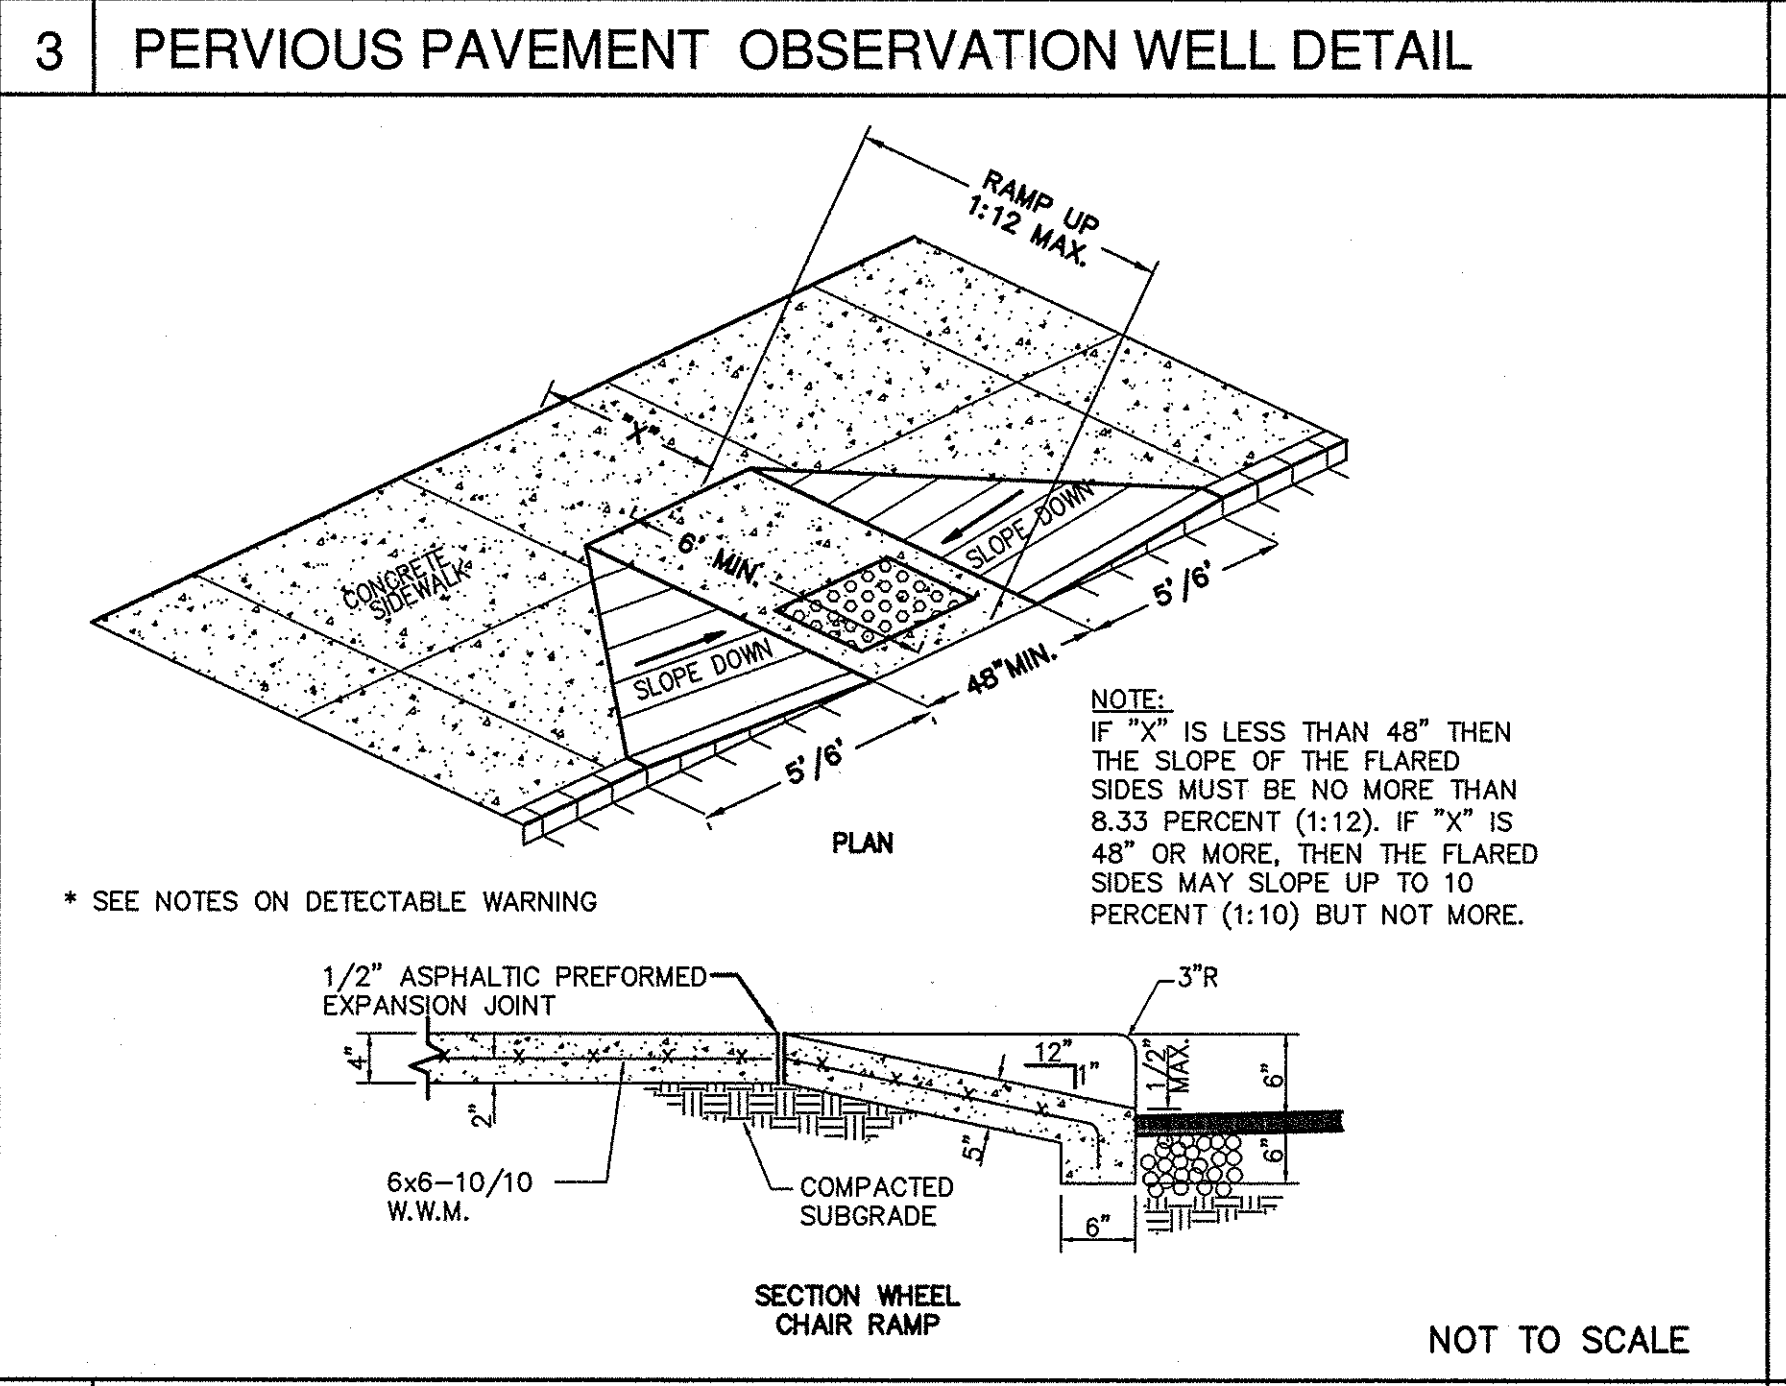 3 PERVIOUS PAVEMENT OBSERVATION WELL DETAIL
RAMP UP
1:12 MAX.
"X"
6' MIN.
SLOPE DOWN
CONCRETE
SIDEWALK
SLOPE DOWN
5'/6'
48" MIN.
5'/6'
PLAN
NOTE:
IF "X" IS LESS THAN 48" THEN
THE SLOPE OF THE FLARED
SIDES MUST BE NO MORE THAN
8.33 PERCENT (1:12). IF "X" IS
48" OR MORE, THEN THE FLARED
SIDES MAY SLOPE UP TO 10
PERCENT (1:10) BUT NOT MORE.
* SEE NOTES ON DETECTABLE WARNING
1/2" ASPHALTIC PREFORMED
EXPANSION JOINT
3"R
4"
2"
12"
1"
1/2"
MAX.
6"
6"
5"
6"
6x6-10/10
W.W.M.
COMPACTED
SUBGRADE
SECTION WHEEL
CHAIR RAMP
NOT TO SCALE